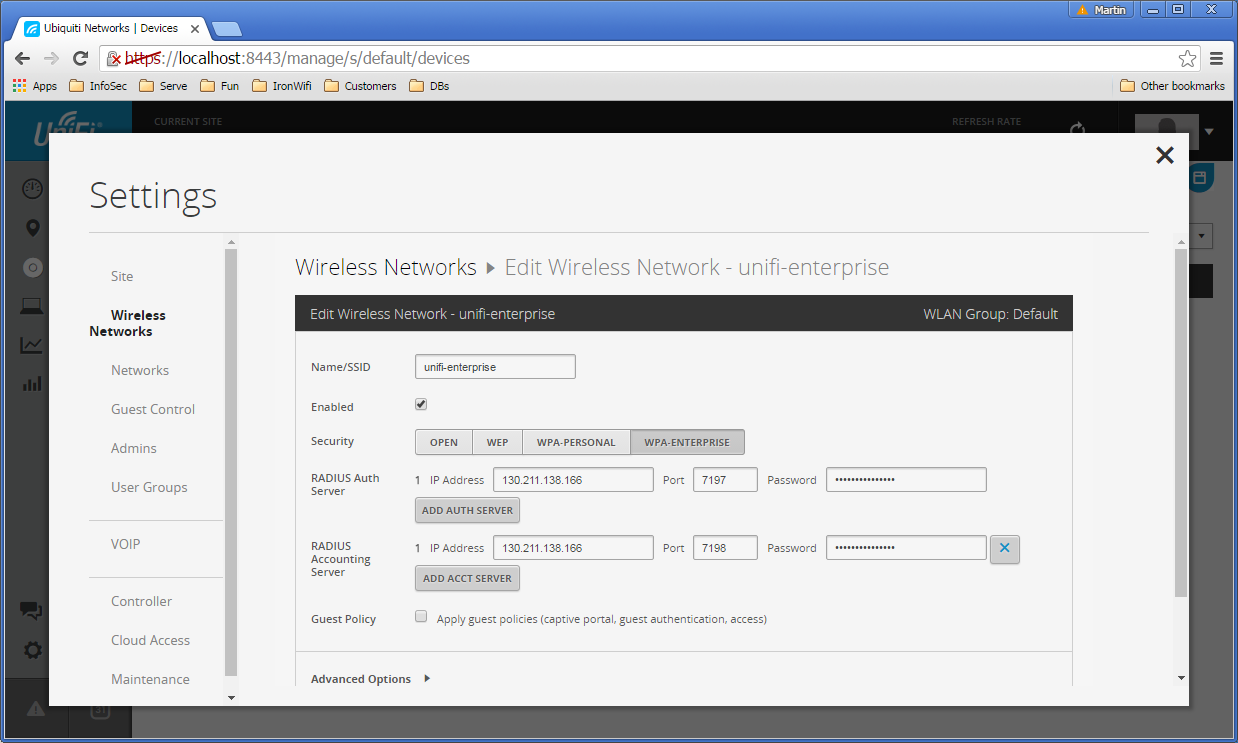 Martin
Ubiquiti Networks | Devices
https://localhost:8443/manage/s/default/devices
Apps InfoSec Serve Fun IronWifi Customers DBs Other bookmarks
UniFi CURRENT SITE REFRESH RATE
Settings
Site
Wireless
Networks
Networks
Guest Control
Admins
User Groups
VOIP
Controller
Cloud Access
Maintenance
Wireless Networks Edit Wireless Network - unifi-enterprise
Edit Wireless Network - unifi-enterprise WLAN Group: Default
Name/SSID unifi-enterprise
Enabled
Security OPEN WEP WPA-PERSONAL WPA-ENTERPRISE
RADIUS Auth
Server
1 IP Address 130.211.138.166 Port 7197 Password •••••••••••••••
ADD AUTH SERVER
RADIUS
Accounting
Server
1 IP Address 130.211.138.166 Port 7198 Password •••••••••••••••
ADD ACCT SERVER
Guest Policy Apply guest policies (captive portal, guest authentication, access)
Advanced Options